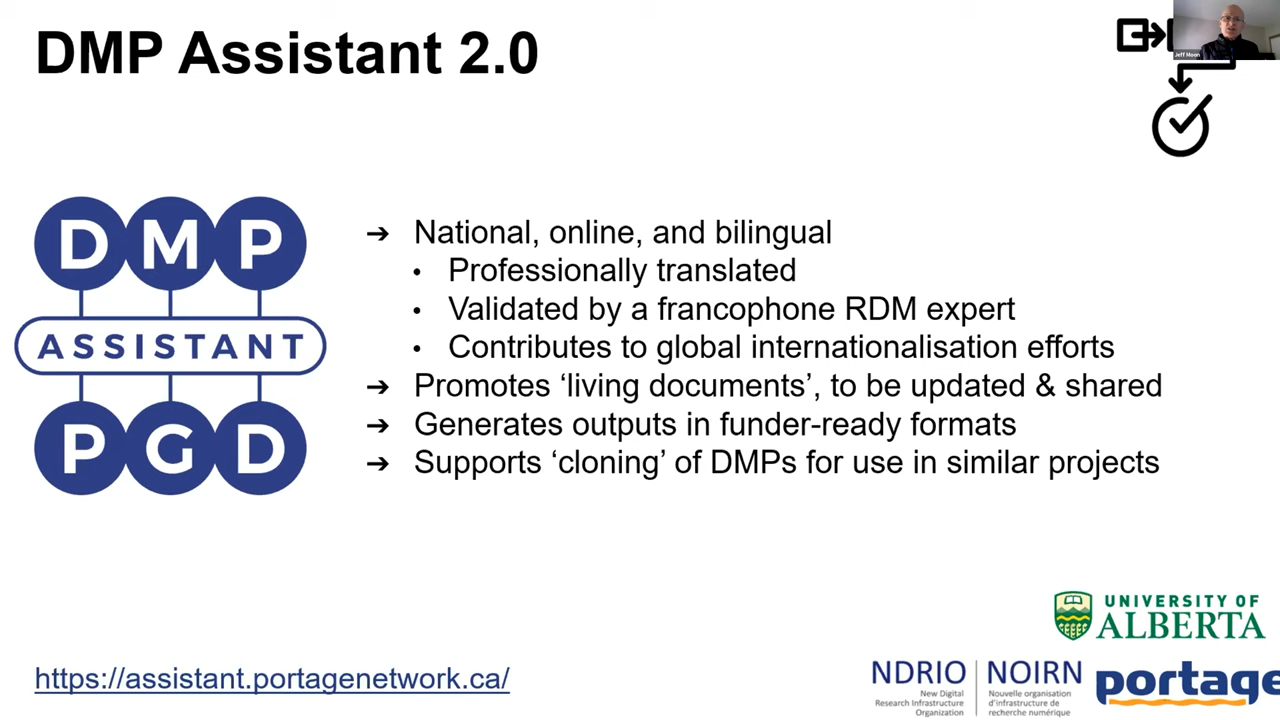 DMP Assistant 2.0
Jeff Moon
DMP
ASSISTANT
PGD
➔ National, online, and bilingual
• Professionally translated
• Validated by a francophone RDM expert
• Contributes to global internationalisation efforts
➔ Promotes ‘living documents’, to be updated & shared
➔ Generates outputs in funder-ready formats
➔ Supports ‘cloning’ of DMPs for use in similar projects
UNIVERSITY OF
ALBERTA
https://assistant.portagenetwork.ca/
NDRIO
New Digital
Research Infrastructure
Organization
NOIRN
Nouvelle organisation
d'infrastructure de
recherche numérique
portage